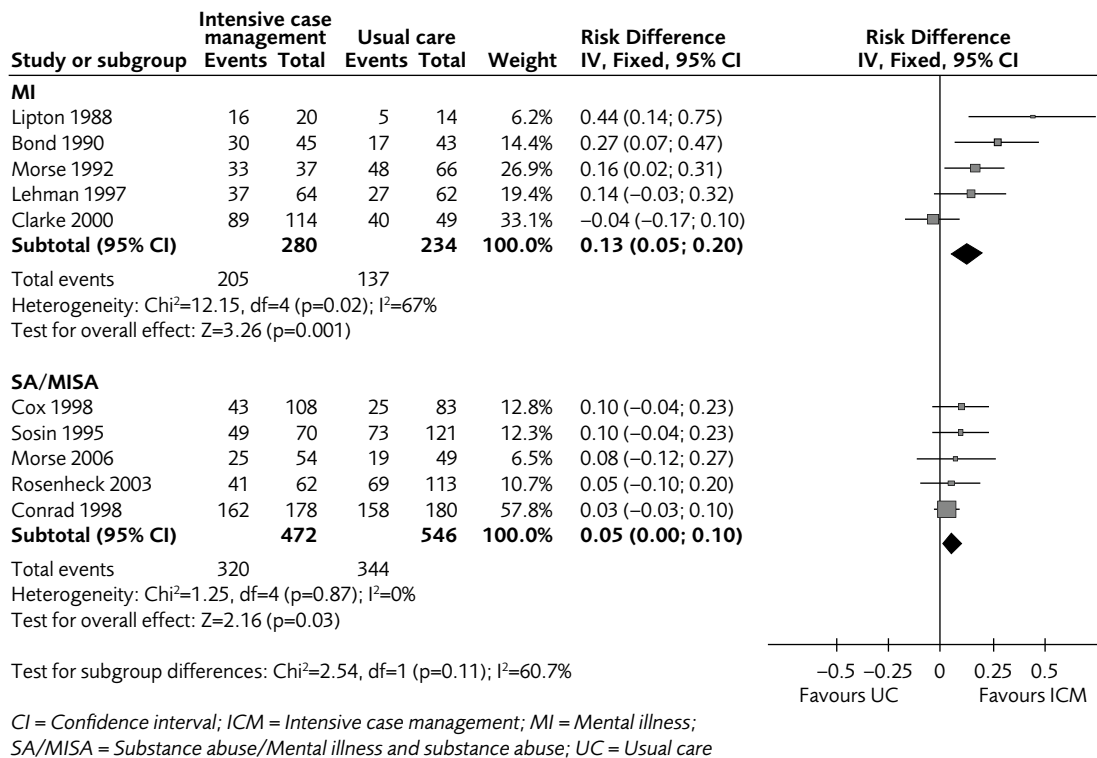 Intensive case
management Usual care Risk Difference Risk Difference
Study or subgroup Events Total Events Total Weight IV, Fixed, 95% CI IV, Fixed, 95% CI
MI
Lipton 1988 16 20 5 14 6.2% 0.44 (0.14; 0.75)
Bond 1990 30 45 17 43 14.4% 0.27 (0.07; 0.47)
Morse 1992 33 37 48 66 26.9% 0.16 (0.02; 0.31)
Lehman 1997 37 64 27 62 19.4% 0.14 (−0.03; 0.32)
Clarke 2000 89 114 40 49 33.1% −0.04 (−0.17; 0.10)
Subtotal (95% CI) 280 234 100.0% 0.13 (0.05; 0.20)
Total events 205 137
Heterogeneity: Chi²=12.15, df=4 (p=0.02); I²=67%
Test for overall effect: Z=3.26 (p=0.001)
SA/MISA
Cox 1998 43 108 25 83 12.8% 0.10 (−0.04; 0.23)
Sosin 1995 49 70 73 121 12.3% 0.10 (−0.04; 0.23)
Morse 2006 25 54 19 49 6.5% 0.08 (−0.12; 0.27)
Rosenheck 2003 41 62 69 113 10.7% 0.05 (−0.10; 0.20)
Conrad 1998 162 178 158 180 57.8% 0.03 (−0.03; 0.10)
Subtotal (95% CI) 472 546 100.0% 0.05 (0.00; 0.10)
Total events 320 344
Heterogeneity: Chi²=1.25, df=4 (p=0.87); I²=0%
Test for overall effect: Z=2.16 (p=0.03)
Test for subgroup differences: Chi²=2.54, df=1 (p=0.11); I²=60.7%
−0.5 −0.25 0 0.25 0.5
Favours UC Favours ICM
CI = Confidence interval; ICM = Intensive case management; MI = Mental illness;
SA/MISA = Substance abuse/Mental illness and substance abuse; UC = Usual care